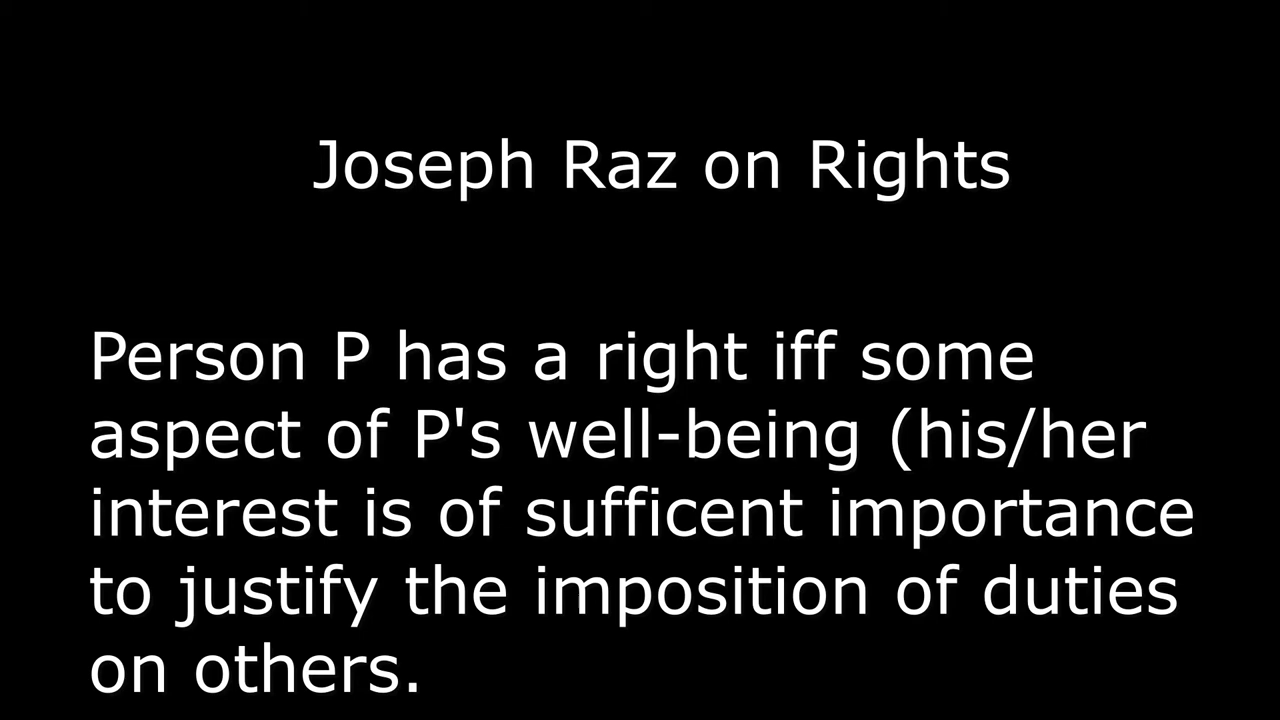 Joseph Raz on Rights
Person P has a right iff some
aspect of P's well-being (his/her
interest is of sufficent importance
to justify the imposition of duties
on others.